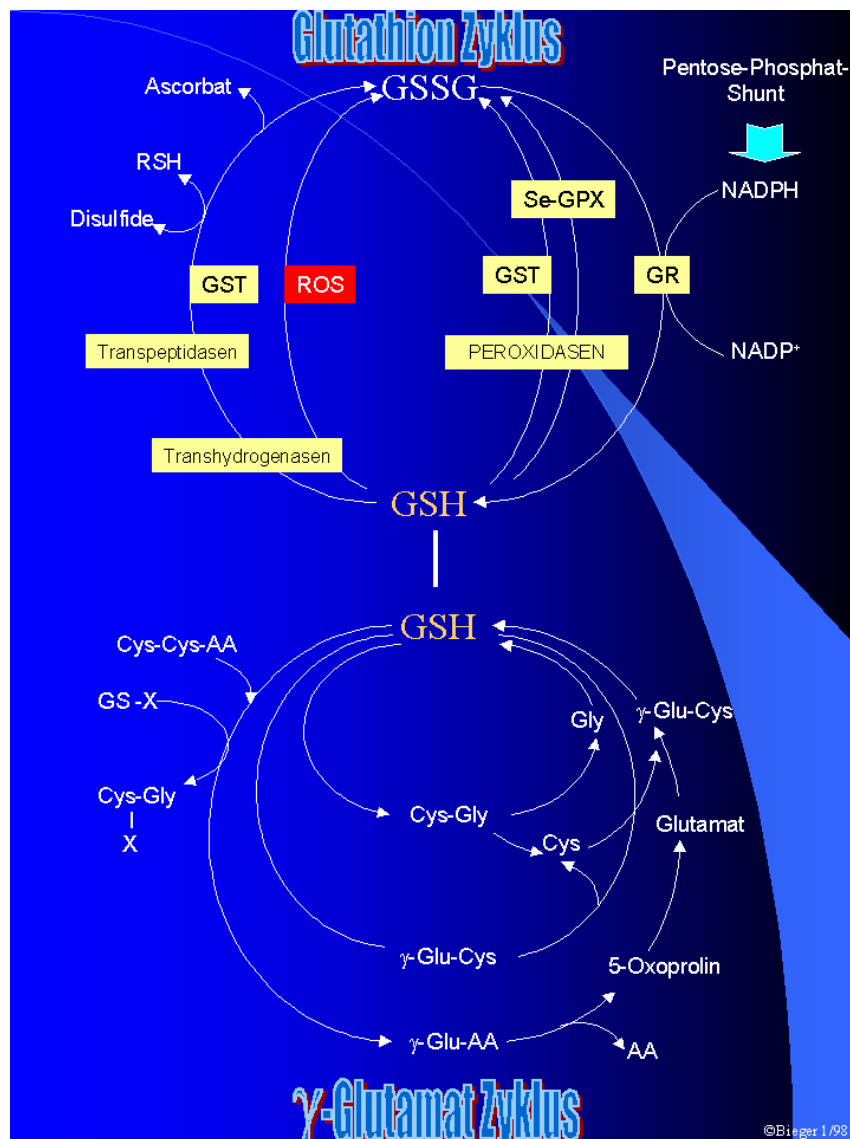 Glutathion Zyklus
Ascorbat
GSSG
Pentose-Phosphat-
Shunt
RSH
Se-GPX
NADPH
Disulfide
GST
ROS
GST
GR
Transpeptidasen
PEROXIDASEN
NADP⁺
Transhydrogenasen
GSH
GSH
Cys-Cys-AA
GS-X
Gly
γ-Glu-Cys
Cys-Gly
X
Cys-Gly
Cys
Glutamat
γ-Glu-Cys
5-Oxoprolin
γ-Glu-AA
AA
γ-Glutamat Zyklus
©Bieger 1/98